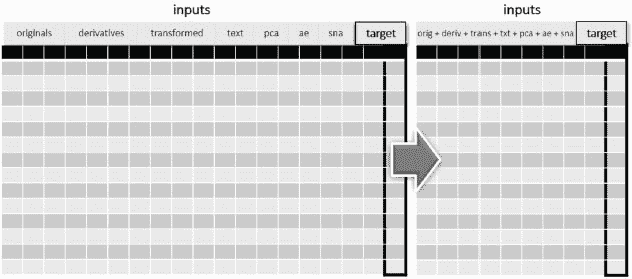 inputs
originals derivatives transformed text pca ae sna target
inputs
orig + deriv + trans + txt + pca + ae + sna target